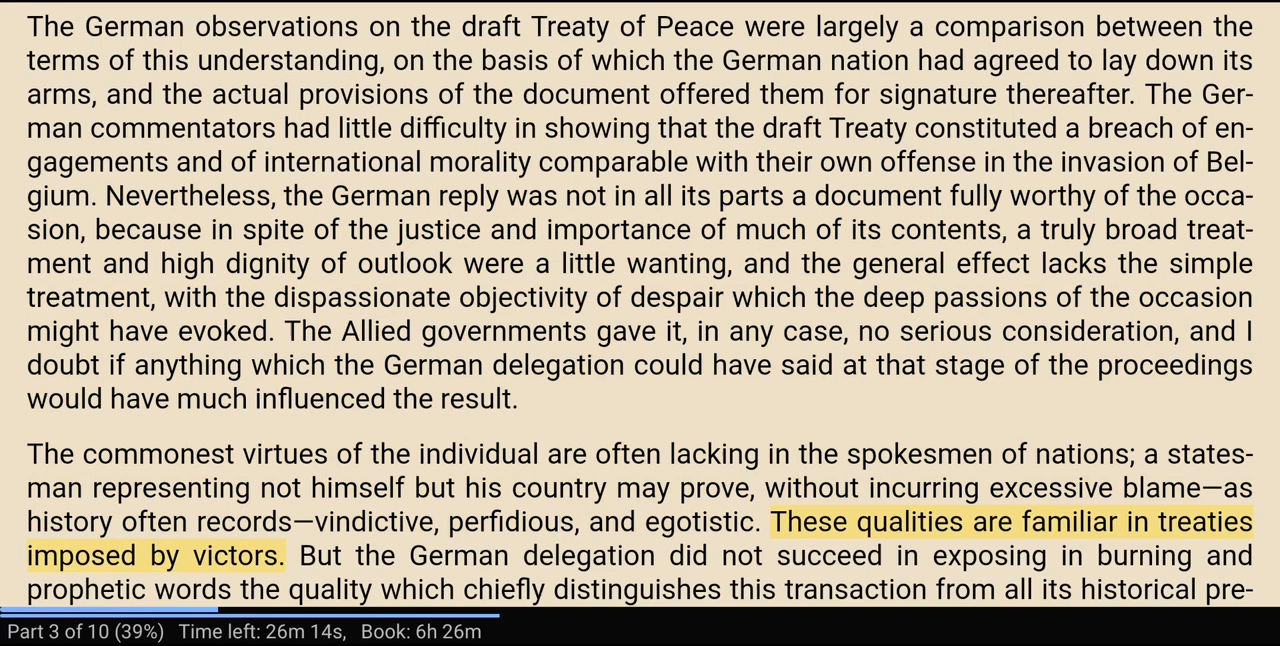 The German observations on the draft Treaty of Peace were largely a comparison between the
terms of this understanding, on the basis of which the German nation had agreed to lay down its
arms, and the actual provisions of the document offered them for signature thereafter. The Ger-
man commentators had little difficulty in showing that the draft Treaty constituted a breach of en-
gagements and of international morality comparable with their own offense in the invasion of Bel-
gium. Nevertheless, the German reply was not in all its parts a document fully worthy of the occa-
sion, because in spite of the justice and importance of much of its contents, a truly broad treat-
ment and high dignity of outlook were a little wanting, and the general effect lacks the simple
treatment, with the dispassionate objectivity of despair which the deep passions of the occasion
might have evoked. The Allied governments gave it, in any case, no serious consideration, and I
doubt if anything which the German delegation could have said at that stage of the proceedings
would have much influenced the result.
The commonest virtues of the individual are often lacking in the spokesmen of nations; a states-
man representing not himself but his country may prove, without incurring excessive blame—as
history often records—vindictive, perfidious, and egotistic. These qualities are familiar in treaties
imposed by victors. But the German delegation did not succeed in exposing in burning and
prophetic words the quality which chiefly distinguishes this transaction from all its historical pre-
Part 3 of 10 (39%) Time left: 26m 14s, Book: 6h 26m